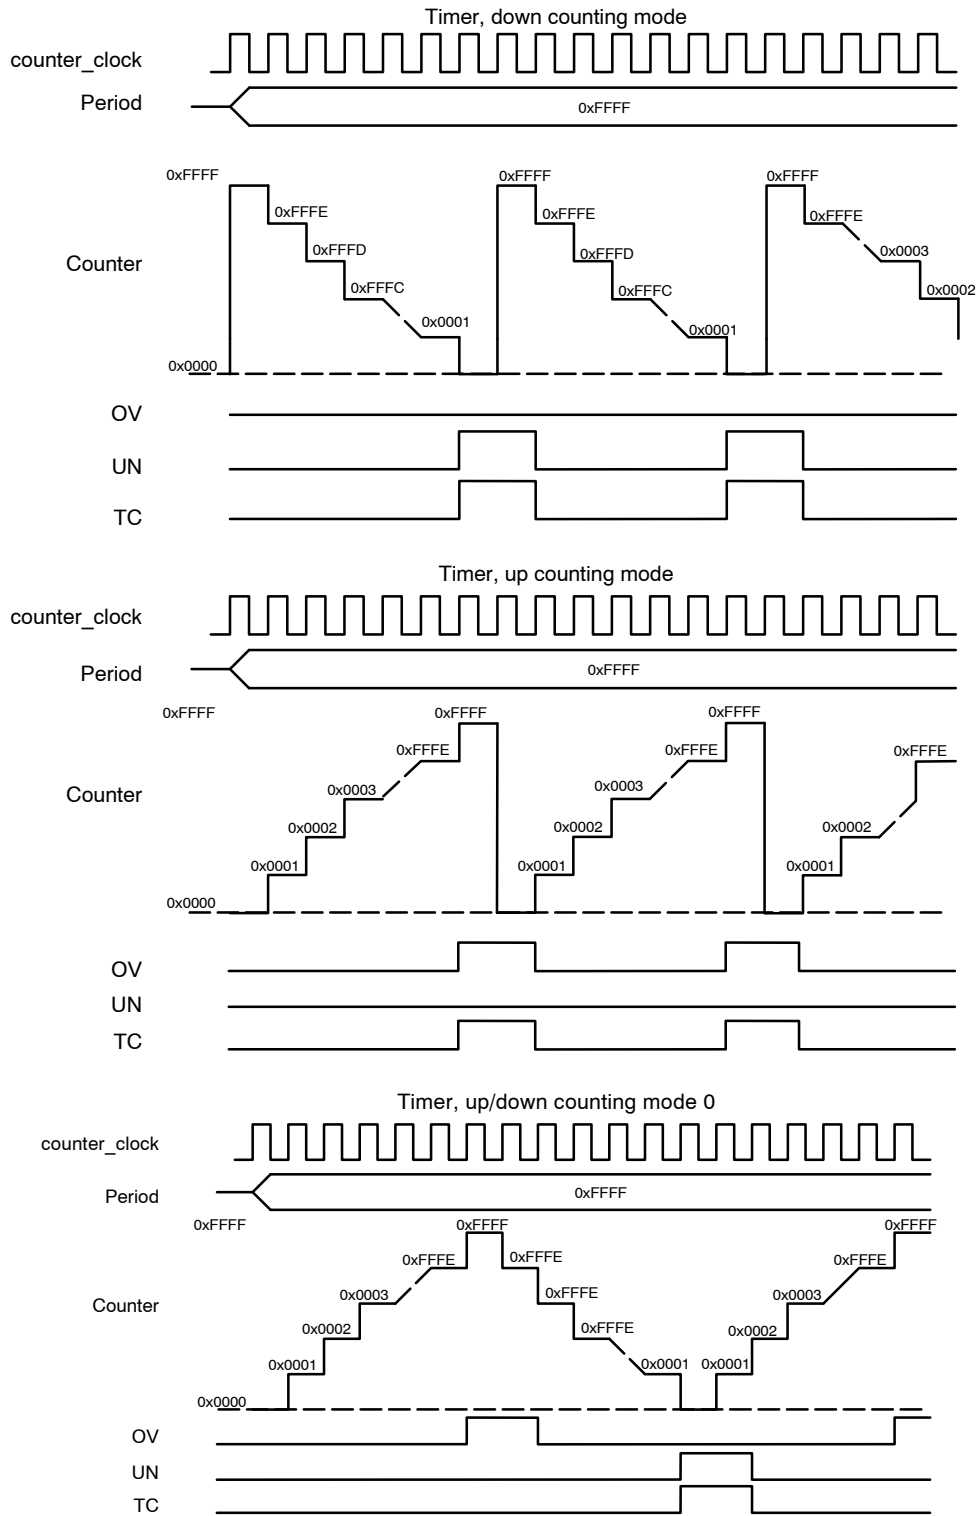 Timer, down counting mode
counter_clock
Period
0xFFFF
0xFFFF 0xFFFF 0xFFFF
0xFFFE 0xFFFE 0xFFFE
0xFFFD 0xFFFD 0x0003
Counter
0xFFFC 0xFFFC 0x0002
0x0001 0x0001
0x0000
OV
UN
TC
Timer, up counting mode
counter_clock
Period
0xFFFF
0xFFFF 0xFFFF 0xFFFF
0xFFFE 0xFFFE 0xFFFE
Counter
0x0003 0x0003
0x0002 0x0002 0x0002
0x0001 0x0001 0x0001
0x0000
OV
UN
TC
Timer, up/down counting mode 0
counter_clock
Period
0xFFFF
0xFFFF 0xFFFF 0xFFFF
0xFFFE 0xFFFE 0xFFFE
0x0003 0xFFFE 0x0003
Counter
0x0002 0xFFFE 0x0002
0x0001 0x0001 0x0001
0x0000
OV
UN
TC